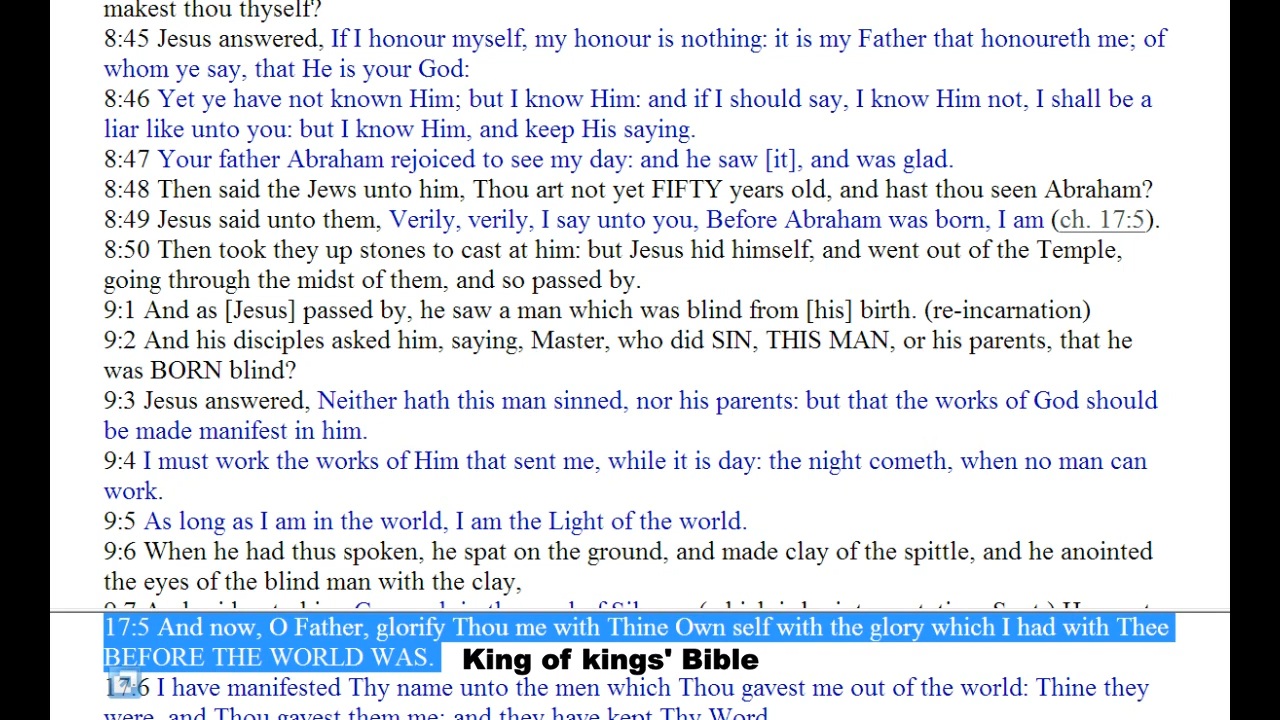 makest thou thyself?
8:45 Jesus answered, If I honour myself, my honour is nothing: it is my Father that honoureth me; of
whom ye say, that He is your God:
8:46 Yet ye have not known Him; but I know Him: and if I should say, I know Him not, I shall be a
liar like unto you: but I know Him, and keep His saying.
8:47 Your father Abraham rejoiced to see my day: and he saw [it], and was glad.
8:48 Then said the Jews unto him, Thou art not yet FIFTY years old, and hast thou seen Abraham?
8:49 Jesus said unto them, Verily, verily, I say unto you, Before Abraham was born, I am (ch. 17:5).
8:50 Then took they up stones to cast at him: but Jesus hid himself, and went out of the Temple,
going through the midst of them, and so passed by.
9:1 And as [Jesus] passed by, he saw a man which was blind from [his] birth. (re-incarnation)
9:2 And his disciples asked him, saying, Master, who did SIN, THIS MAN, or his parents, that he
was BORN blind?
9:3 Jesus answered, Neither hath this man sinned, nor his parents: but that the works of God should
be made manifest in him.
9:4 I must work the works of Him that sent me, while it is day: the night cometh, when no man can
work.
9:5 As long as I am in the world, I am the Light of the world.
9:6 When he had thus spoken, he spat on the ground, and made clay of the spittle, and he anointed
the eyes of the blind man with the clay,
17:5 And now, O Father, glorify Thou me with Thine Own self with the glory which I had with Thee
BEFORE THE WORLD WAS. King of kings' Bible
17:6 I have manifested Thy name unto the men which Thou gavest me out of the world: Thine they
were, and Thou gavest them me; and they have kept Thy Word.